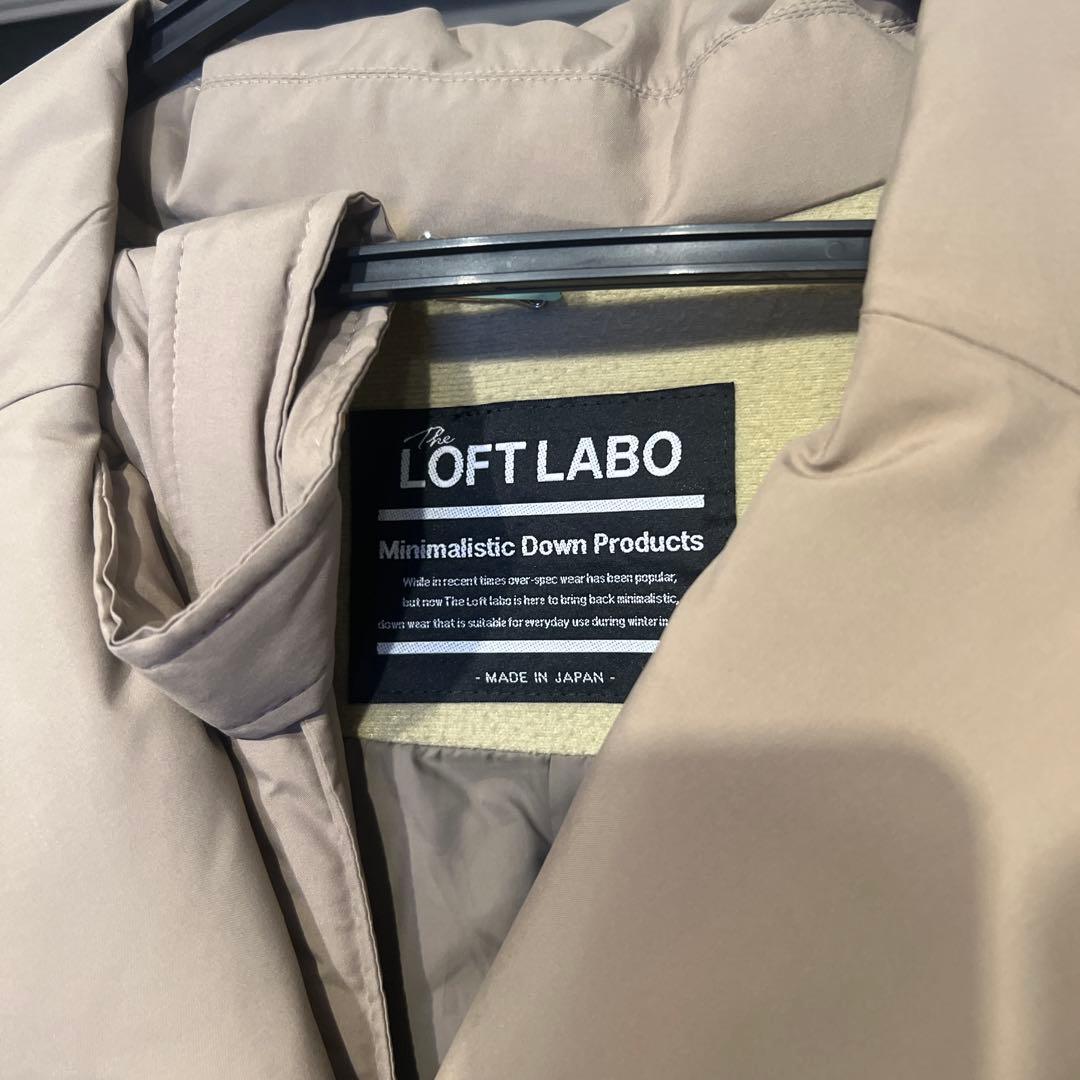 The
LOFT LABO
Minimalistic Down Products
While in recent times over-spec wear has been popular,
but now The Loft labo is here to bring back minimalistic,
down wear that is suitable for everyday use during winter in
- MADE IN JAPAN -